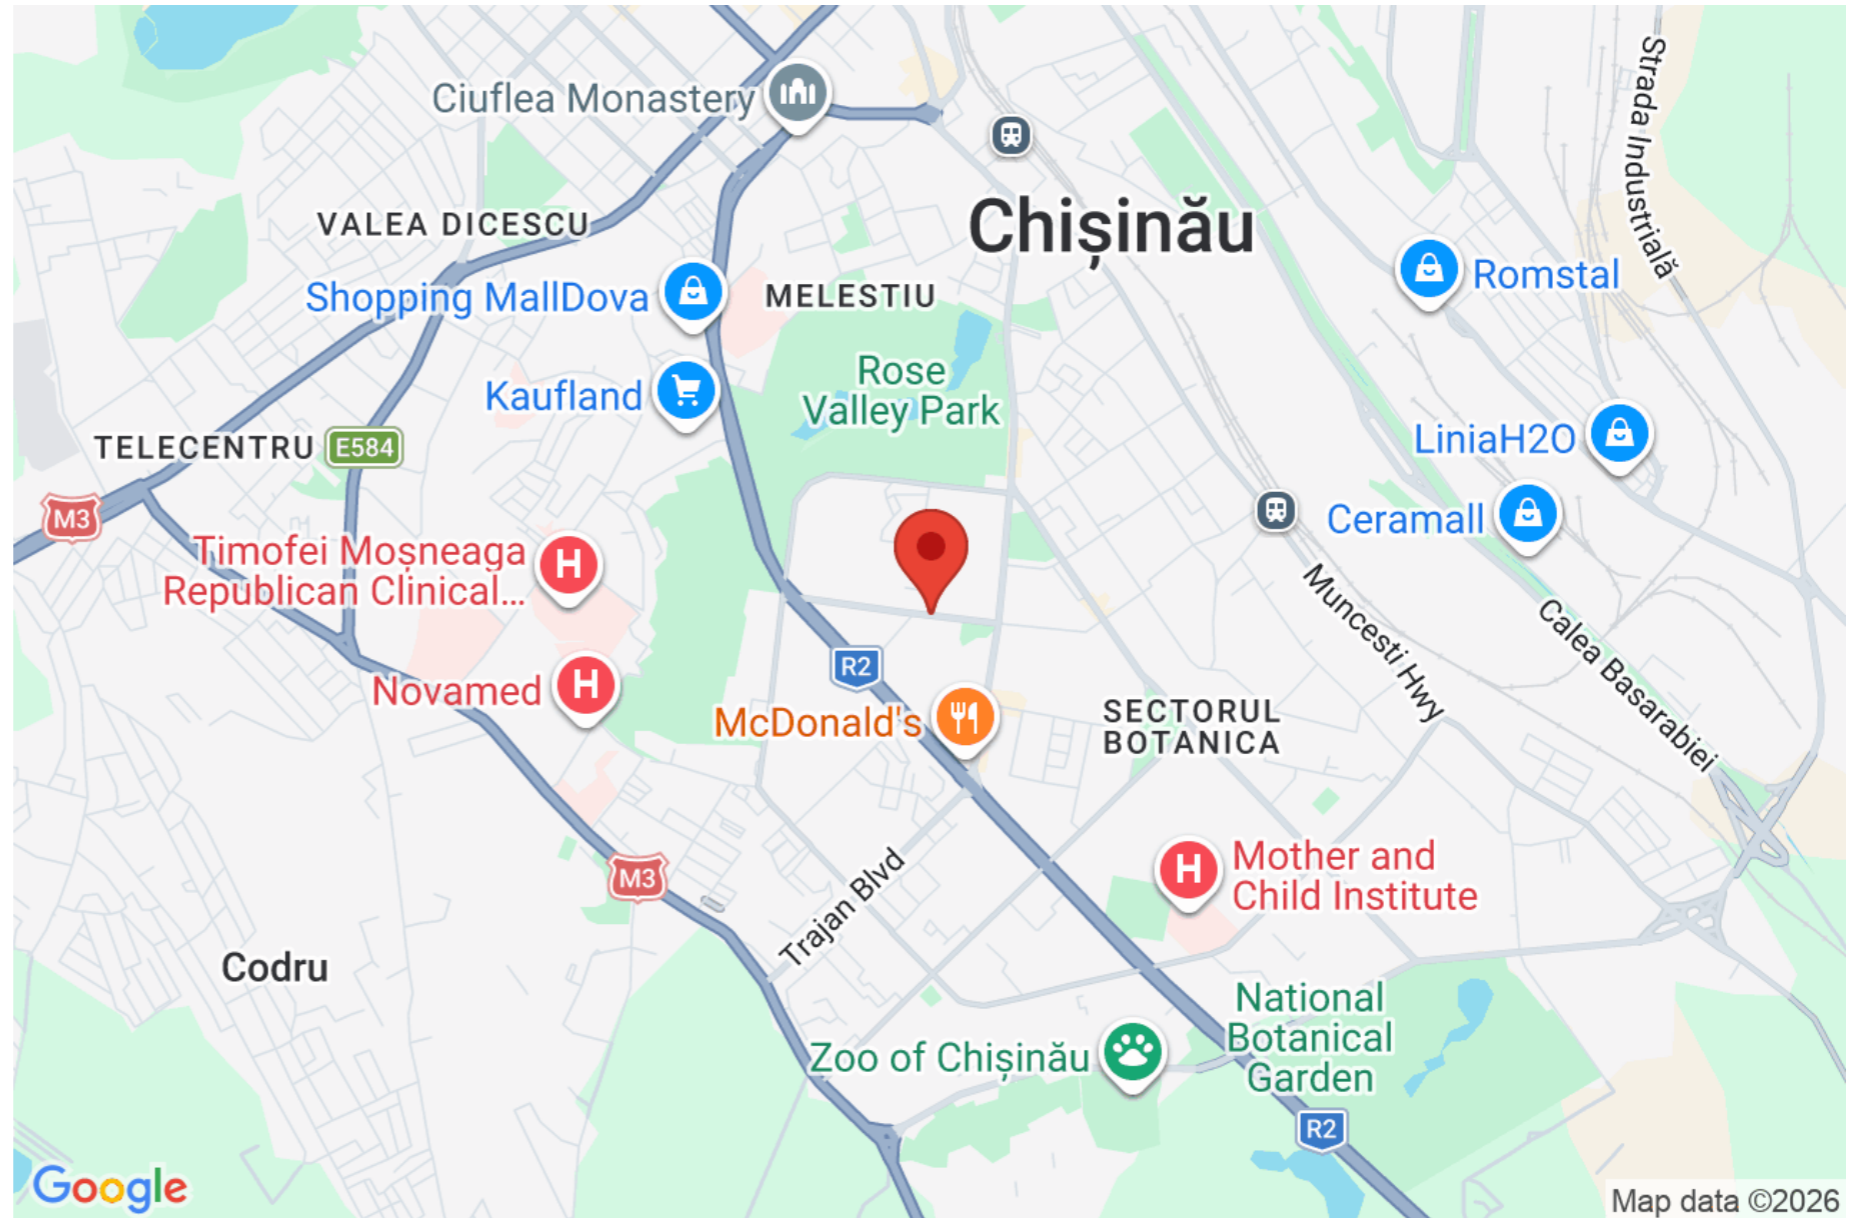 Ciuflea Monastery
Chișinău
Strada Industrială
VALEA DICESCU
Shopping MallDova
MELESTIU
Romstal
Rose
Valley Park
Kaufland
TELECENTRU
E584
LiniaH2O
M3
Ceramall
Timofei Moșneaga
Republican Clinical...
Muncesti Hwy
Calea Basarabiei
Novamed
R2
McDonald's
SECTORUL
BOTANICA
M3
Trajan Blvd
Mother and
Child Institute
Codru
National
Botanical
Garden
Zoo of Chișinău
R2
Google
Map data ©2026